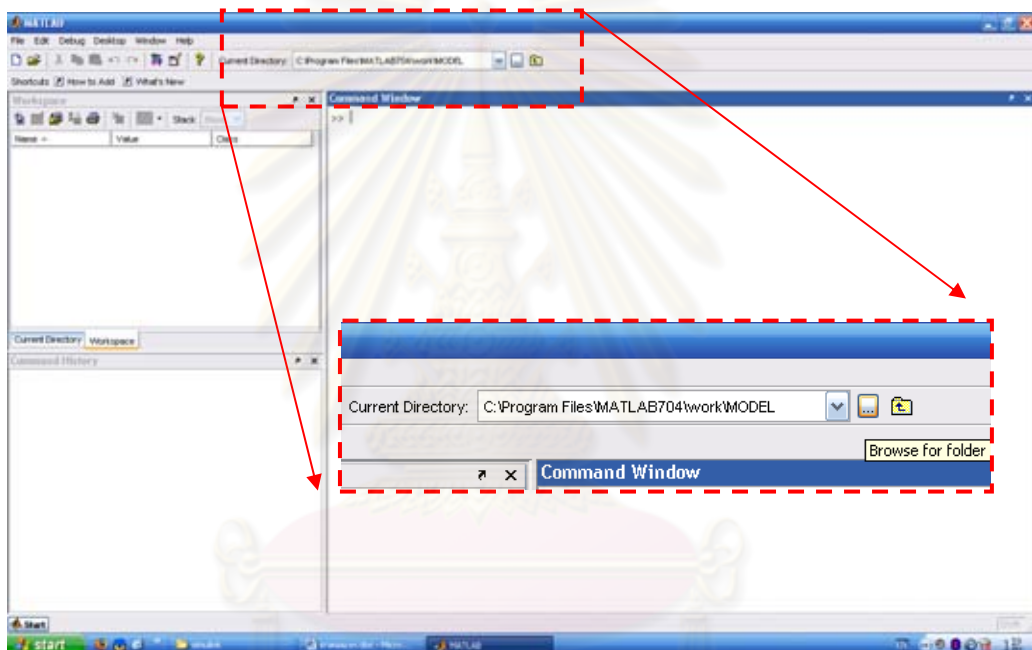 MATLAB
File Edit Debug Desktop Window Help
Current Directory: C:\Program Files\MATLAB704\work\MODEL
Shortcuts How to Add What's New
Workspace
Command Window
Stack:
>>
Name Value Class
Current Directory Workspace
Command History
Current Directory: C:\Program Files\MATLAB704\work\MODEL
Browse for folder
Command Window
Start
start
MATLAB